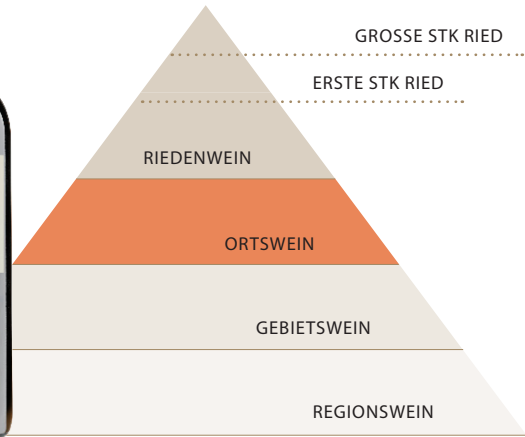 GROSSE STK RIED
ERSTE STK RIED
RIEDENWEIN
ORTSWEIN
GEBIETSWEIN
REGIONSWEIN